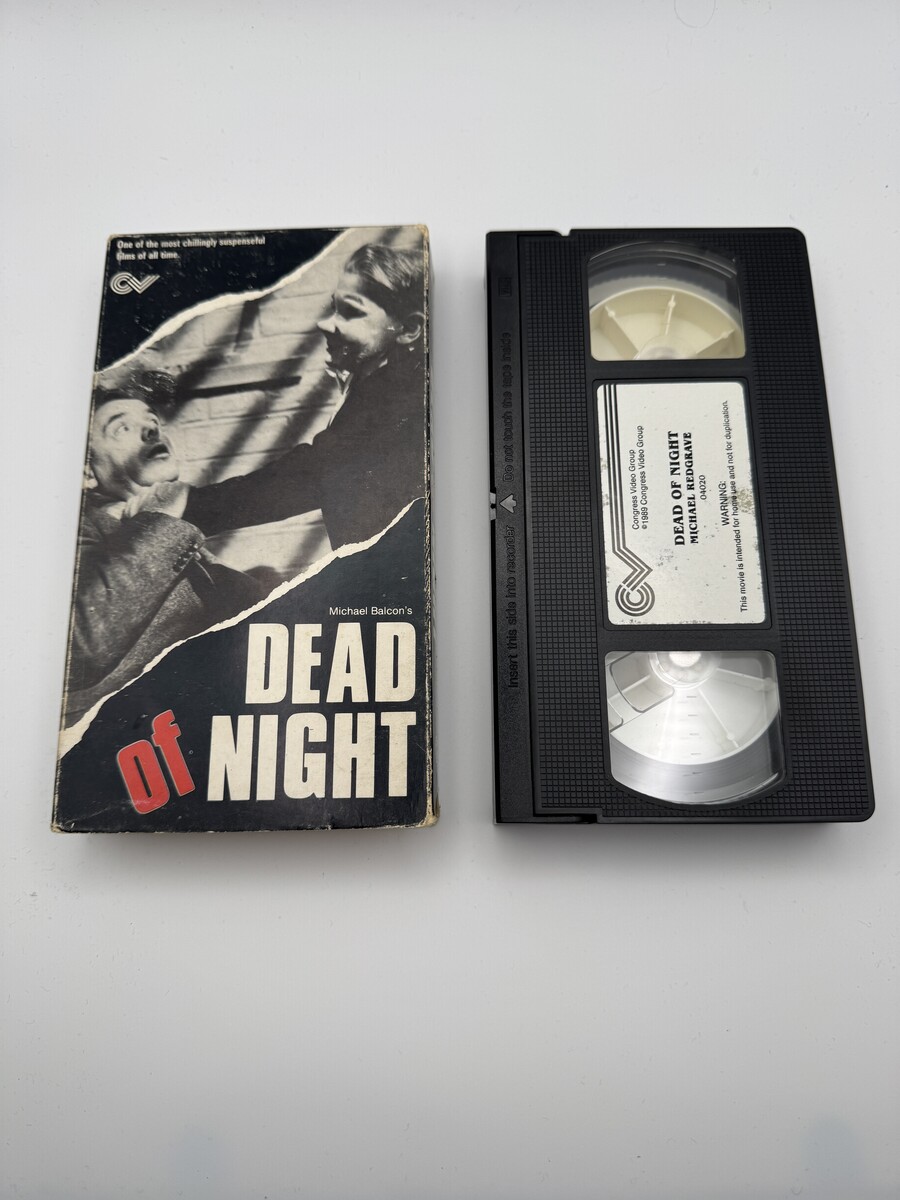 One of the most chillingly suspenseful
films of all time.
Michael Balcon's
DEAD
of NIGHT
Insert this side into recorder
Do not touch the tape inside
Congress Video Group
©1989 Congress Video Group
DEAD OF NIGHT
MICHAEL REDGRAVE
04020
WARNING:
This movie is intended for home use and not for duplication.